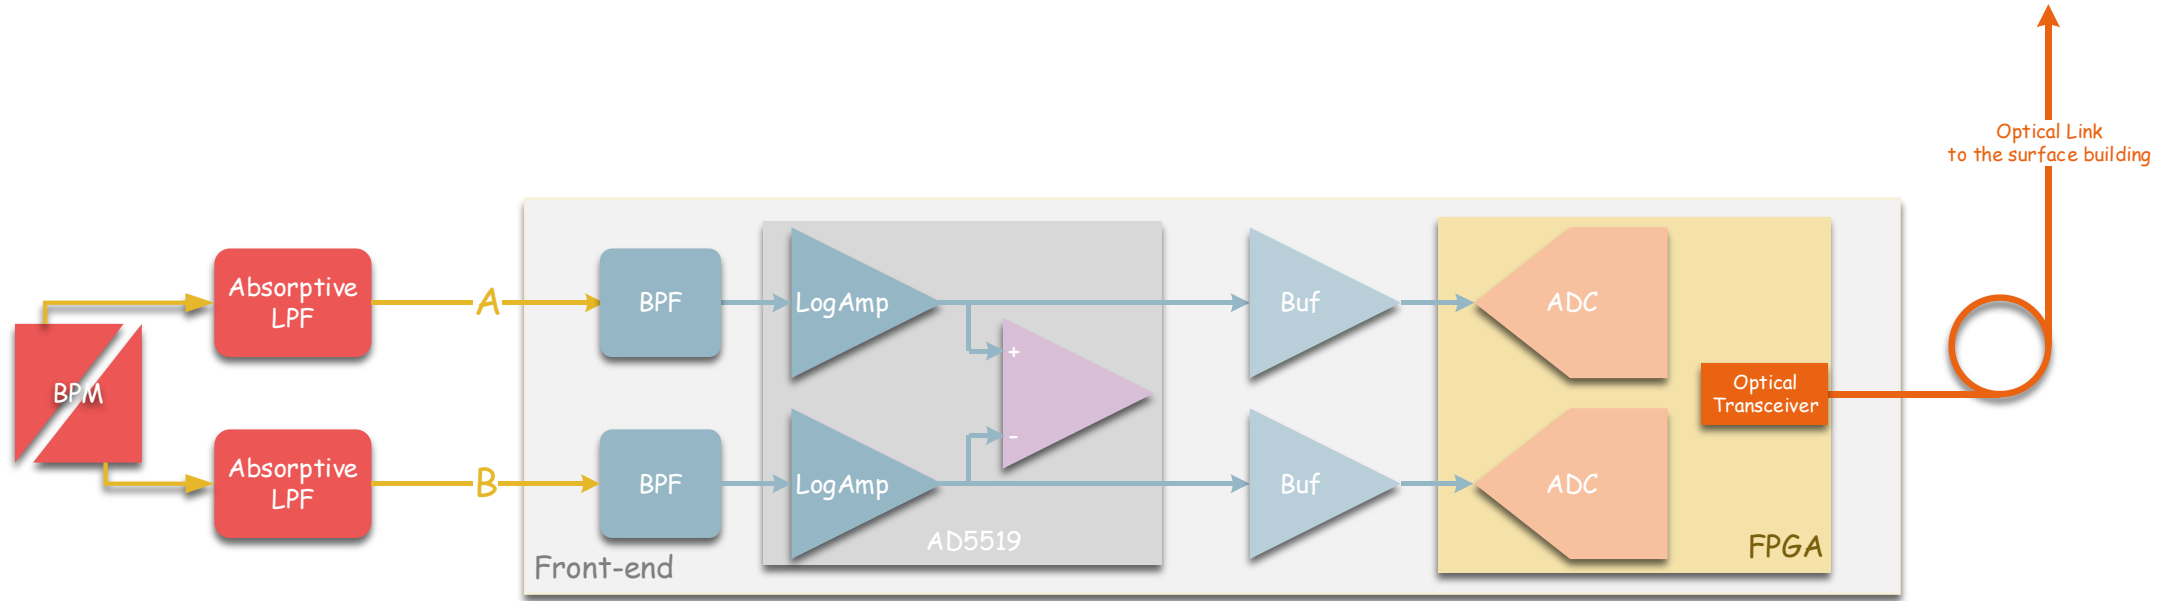 Optical Link
to the surface building
Absorptive
LPF
A
BPF
LogAmp
Buf
ADC
+
BPM
Optical
Transceiver
-
Absorptive
LPF
B
BPF
LogAmp
Buf
ADC
AD5519
FPGA
Front-end